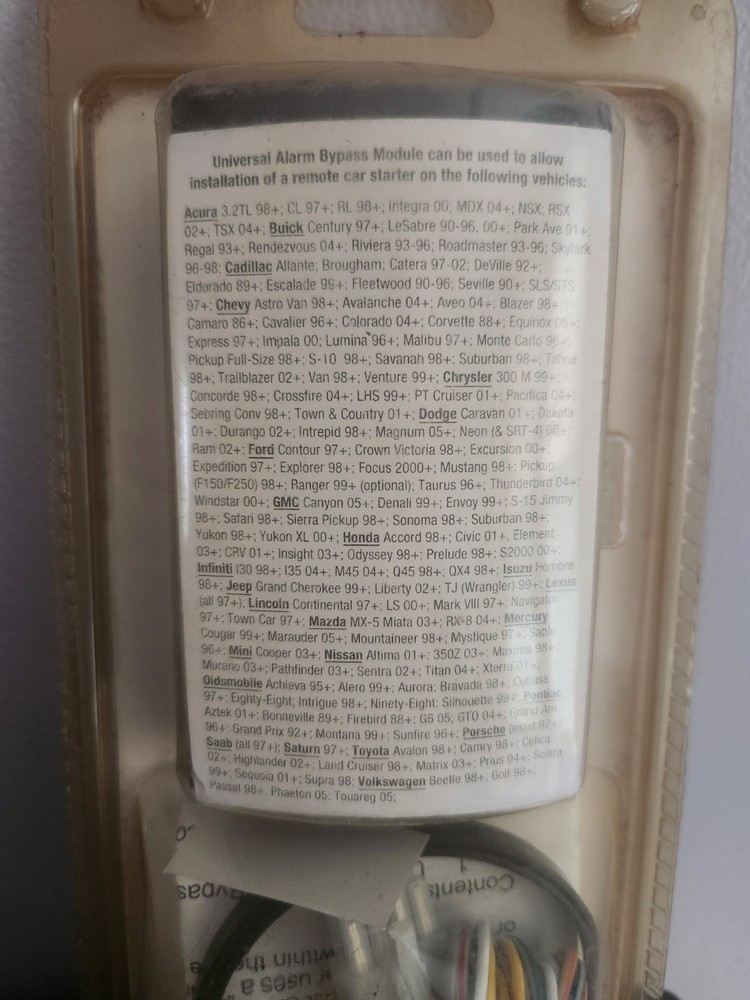 Universal Alarm Bypass Module can be used to allow
installation of a remote car starter on the following vehicles:
Acura 3.2TL 98+; CL 97+; RL 98+; Integra 00; MDX 04+; NSX; RSX
02+; TSX 04+; Buick Century 97+; LeSabre 90-96, 00+; Park Ave 91+;
Regal 93+; Rendezvous 04+; Riviera 93-96; Roadmaster 93-96; Skylark
96-98; Cadillac Allante; Brougham; Catera 97-02; DeVille 92+;
Eldorado 89+; Escalade 99+; Fleetwood 90-96; Seville 90+; SLS/STS
97+; Chevy Astro Van 98+; Avalanche 04+; Aveo 04+; Blazer 98+;
Camaro 86+; Cavalier 96+; Colorado 04+; Corvette 88+; Equinox 05+;
Express 97+; Impala 00; Lumina 96+; Malibu 97+; Monte Carlo 96+;
Pickup Full-Size 98+; S-10 98+; Savanah 98+; Suburban 98+; Tahoe
98+; Trailblazer 02+; Van 98+; Venture 99+; Chrysler 300 M 99+;
Concorde 98+; Crossfire 04+; LHS 99+; PT Cruiser 01+; Pacifica 04+;
Sebring Conv 98+; Town & Country 01+; Dodge Caravan 01+; Dakota
01+; Durango 02+; Intrepid 98+; Magnum 05+; Neon (& SRT-4) 00+;
Ram 02+; Ford Contour 97+; Crown Victoria 98+; Excursion 00+;
Expedition 97+; Explorer 98+; Focus 2000+; Mustang 98+; Pickup
(F150/F250) 98+; Ranger 99+ (optional); Taurus 96+; Thunderbird 04+;
Windstar 00+; GMC Canyon 05+; Denali 99+; Envoy 99+; S-15 Jimmy
98+; Safari 98+; Sierra Pickup 98+; Sonoma 98+; Suburban 98+;
Yukon 98+; Yukon XL 00+; Honda Accord 98+; Civic 01+, Element
03+; CRV 01+; Insight 03+; Odyssey 98+; Prelude 98+; S2000 00+;
Infiniti I30 98+; I35 04+; M45 04+; Q45 98+; QX4 98+; Isuzu Hombre
98+; Jeep Grand Cherokee 99+; Liberty 02+; TJ (Wrangler) 99+; Lexus
(all 97+); Lincoln Continental 97+; LS 00+; Mark VIII 97+; Navigator
97+; Town Car 97+; Mazda MX-5 Miata 03+; RX-8 04+; Mercury
Cougar 99+; Marauder 05+; Mountaineer 98+; Mystique 97+; Sable
96+; Mini Cooper 03+; Nissan Altima 01+; 350Z 03+; Maxima 98+;
Murano 03+; Pathfinder 03+; Sentra 02+; Titan 04+; Xterra 01+;
Oldsmobile Achieva 95+; Alero 99+; Aurora; Bravada 98+; Cutlass
97+; Eighty-Eight; Intrigue 98+; Ninety-Eight; Silhouette 99+; Pontiac
Aztek 01+; Bonneville 89+; Firebird 88+; G6 05; GTO 04+; Grand Am
96+; Grand Prix 92+; Montana 99+; Sunfire 96+; Porsche (most 97+)
Saab (all 97+); Saturn 97+; Toyota Avalon 98+; Camry 98+; Celica
02+; Highlander 02+; Land Cruiser 98+; Matrix 03+; Prius 04+; Solara
99+; Sequoia 01+; Supra 98; Volkswagen Beetle 98+; Golf 98+;
Passat 98+; Phaeton 05; Touareg 05;
Contents
or
within the
er uses a